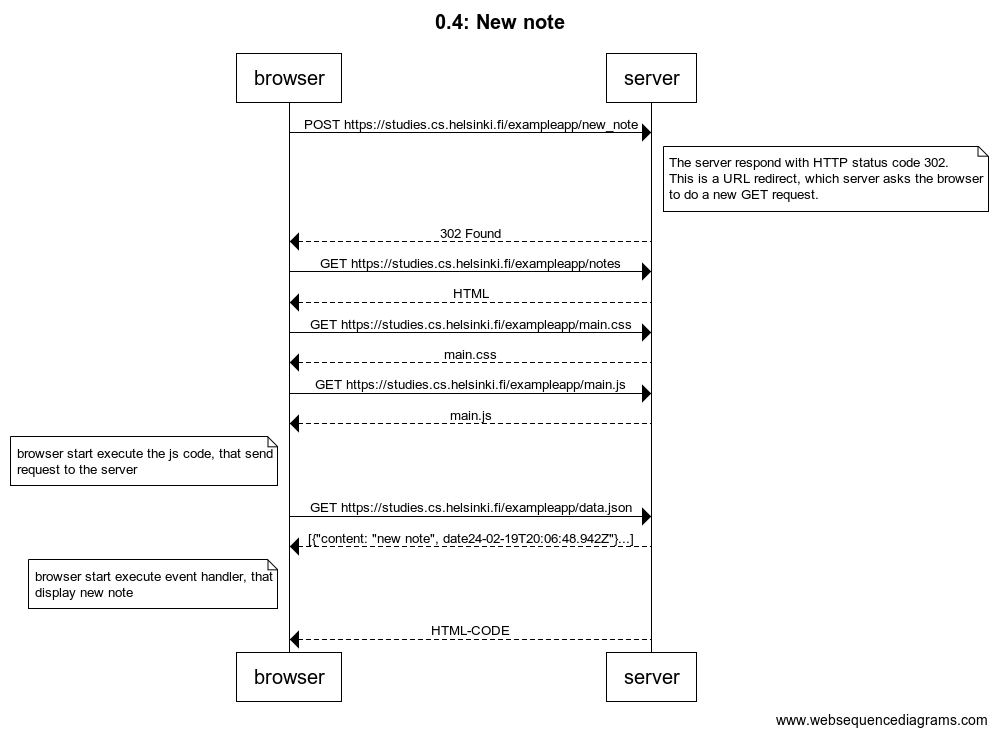 0.4: New note
browser
server
POST https://studies.cs.helsinki.fi/exampleapp/new_note
The server respond with HTTP status code 302.
This is a URL redirect, which server asks the browser
to do a new GET request.
302 Found
GET https://studies.cs.helsinki.fi/exampleapp/notes
HTML
GET https://studies.cs.helsinki.fi/exampleapp/main.css
main.css
GET https://studies.cs.helsinki.fi/exampleapp/main.js
main.js
browser start execute the js code, that send
request to the server
GET https://studies.cs.helsinki.fi/exampleapp/data.json
[{"content: "new note", date24-02-19T20:06:48.942Z"}...]
browser start execute event handler, that
display new note
HTML-CODE
browser
server
www.websequencediagrams.com